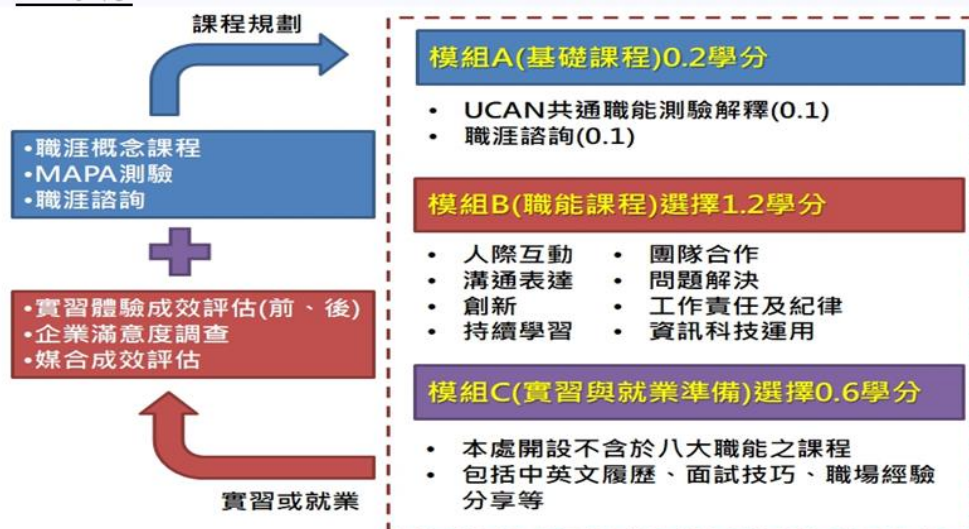 課程規劃
•職涯概念課程
•MAPA測驗
•職涯諮詢
•實習體驗成效評估(前、後)
•企業滿意度調查
•媒合成效評估
實習或就業
模組A(基礎課程)0.2學分
• UCAN共通職能測驗解釋(0.1)
• 職涯諮詢(0.1)
模組B(職能課程)選擇1.2學分
• 人際互動
• 溝通表達
• 創新
• 持續學習
• 團隊合作
• 問題解決
• 工作責任及紀律
• 資訊科技運用
模組C(實習與就業準備)選擇0.6學分
• 本處開設不含於八大職能之課程
• 包括中英文履歷、面試技巧、職場經驗
分享等